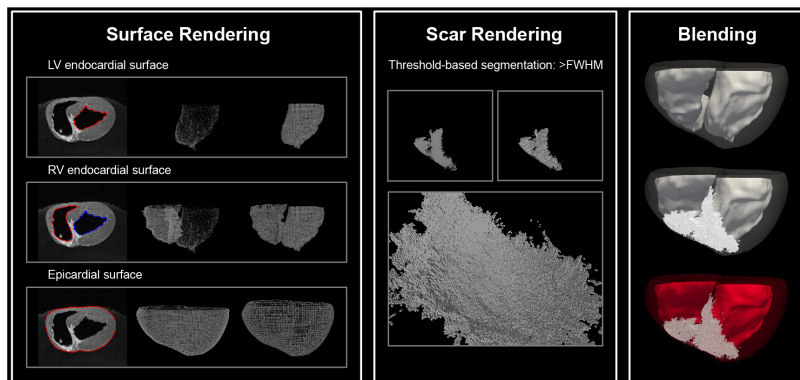 Surface Rendering
LV endocardial surface
RV endocardial surface
Epicardial surface
Scar Rendering
Threshold-based segmentation: >FWHM
Blending